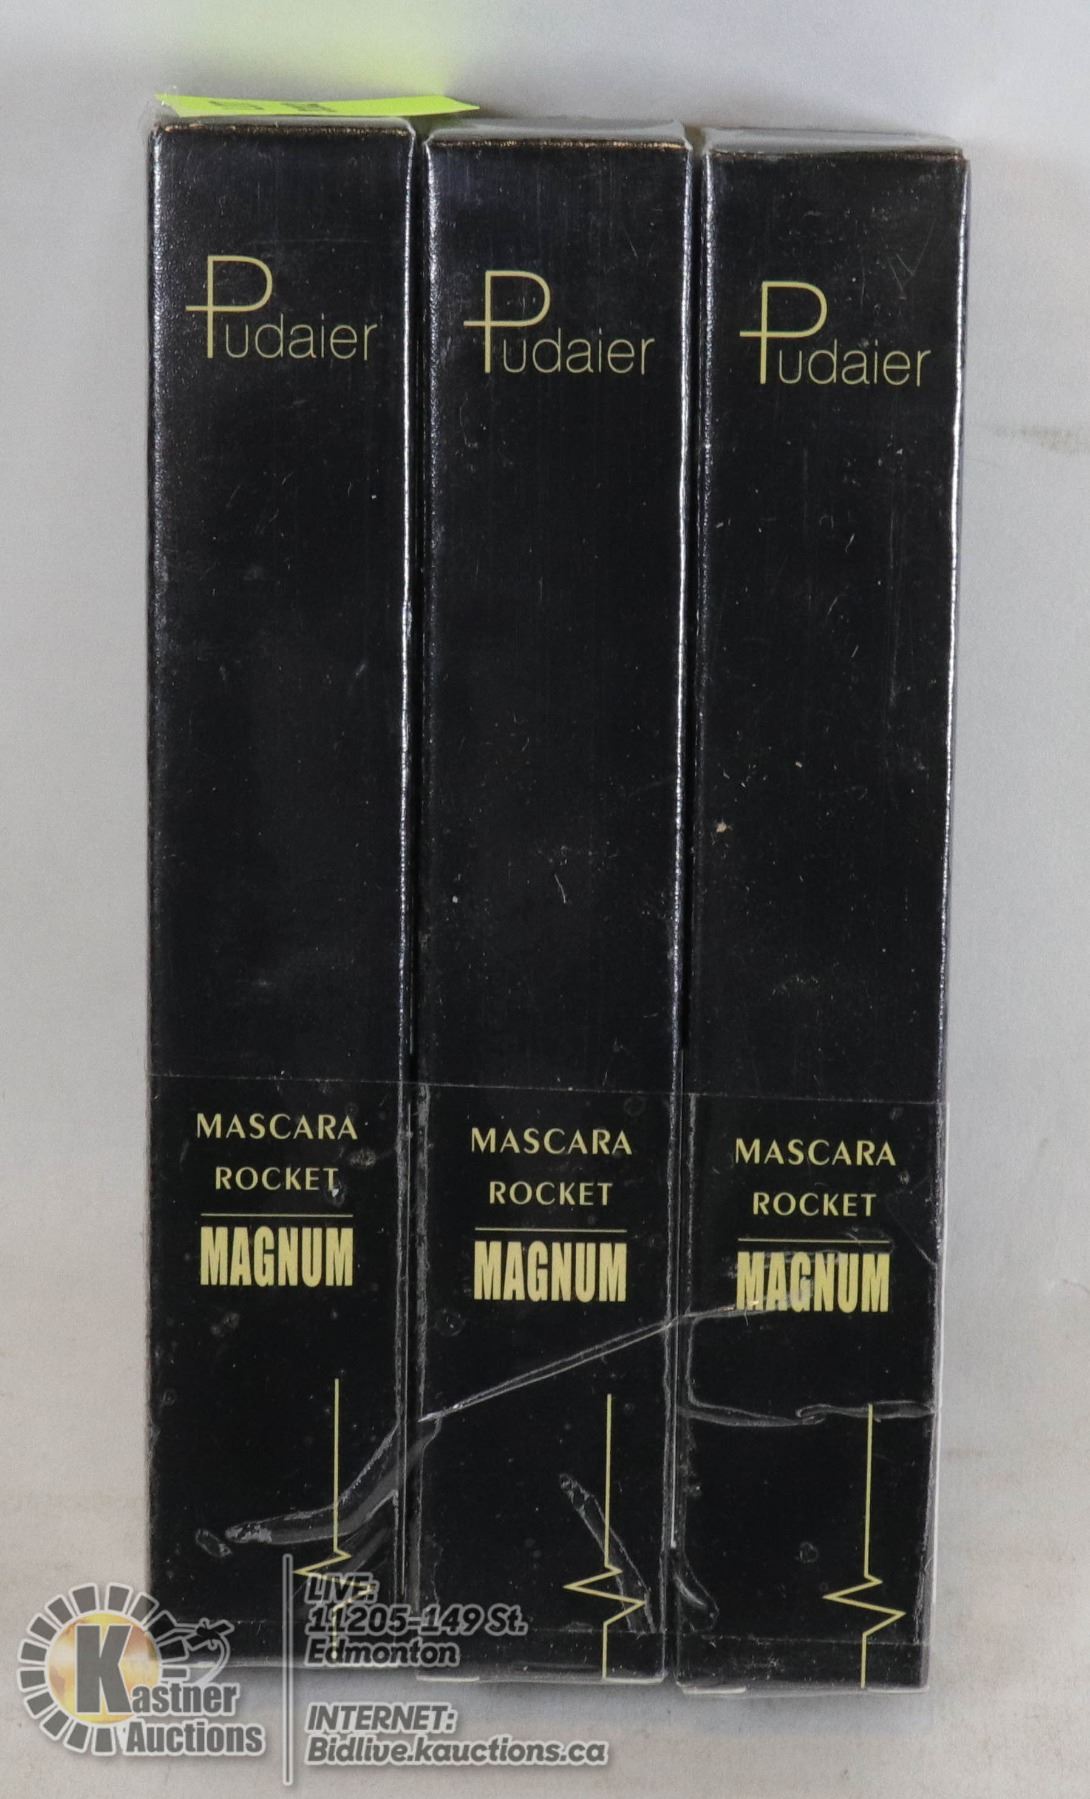 Pudaier
MASCARA
ROCKET
MAGNUM
Pudaier
MASCARA
ROCKET
MAGNUM
Pudaier
MASCARA
ROCKET
MAGNUM
Kastner
Auctions
LIVE:
11205-149 St.
Edmonton
INTERNET:
Bidlive.kauctions.ca